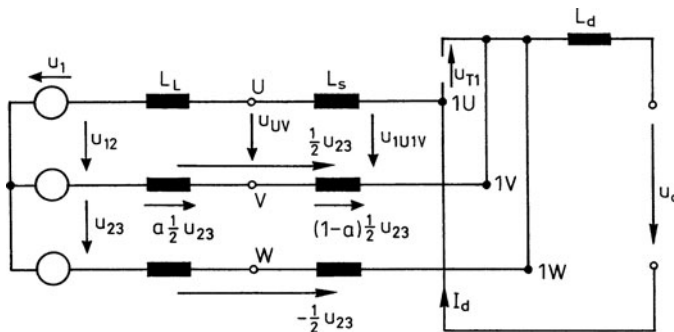 u1 LL U Ls uT1 Ld
1U
u12 uUV 1/2 u23 u1U1V
V 1V ud
u23 a 1/2 u23 (1-a) 1/2 u23
W 1W
-1/2 u23 Id